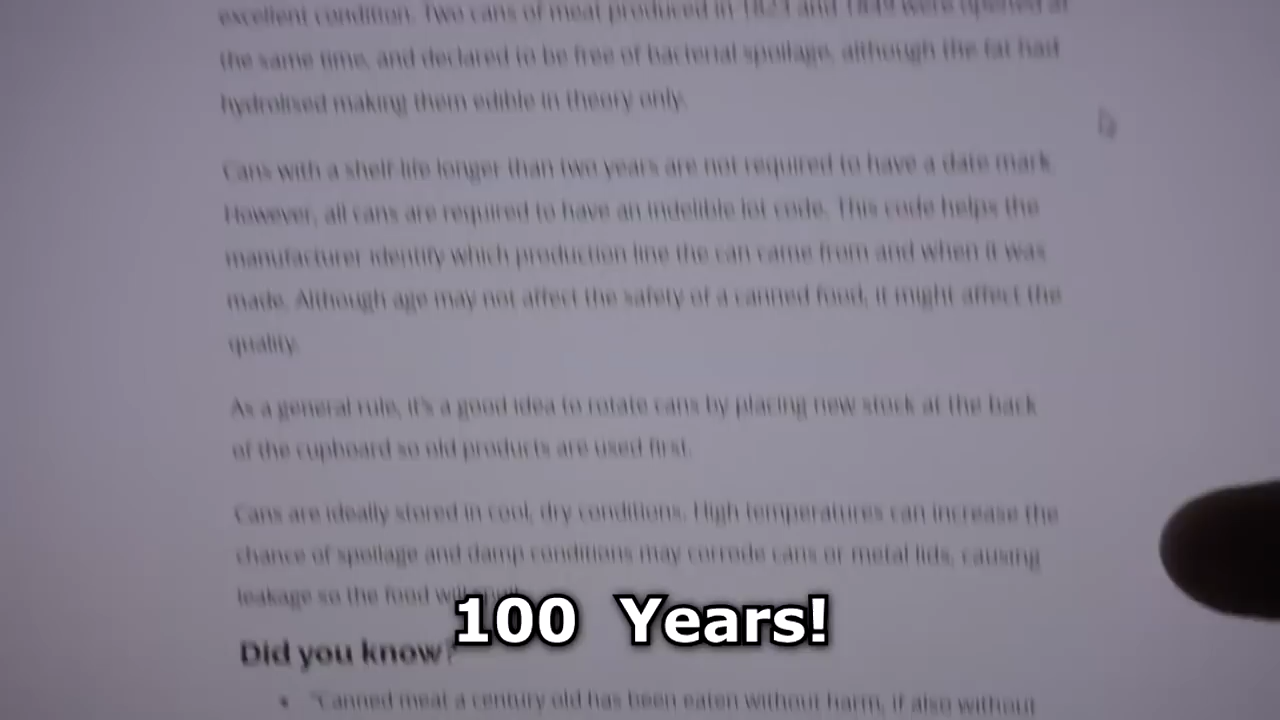 excellent condition. Two cans of meat produced in 1823 and 1849 were opened at
the same time, and declared to be free of bacterial spoilage, although the fat had
hydrolised making them edible in theory only.
Cans with a shelf-life longer than two years are not required to have a date mark.
However, all cans are required to have an indelible lot code. This code helps the
manufacturer identify which production line the can came from and when it was
made. Although age may not affect the safety of a canned food, it might affect the
quality.
As a general rule, it's a good idea to rotate cans by placing new stock at the back
of the cupboard so old products are used first.
Cans are ideally stored in cool, dry conditions. High temperatures can increase the
chance of spoilage and damp conditions may corrode cans or metal lids, causing
leakage so the food will
100 Years!
Did you know?
• "Canned meat a century old has been eaten without harm, if also without